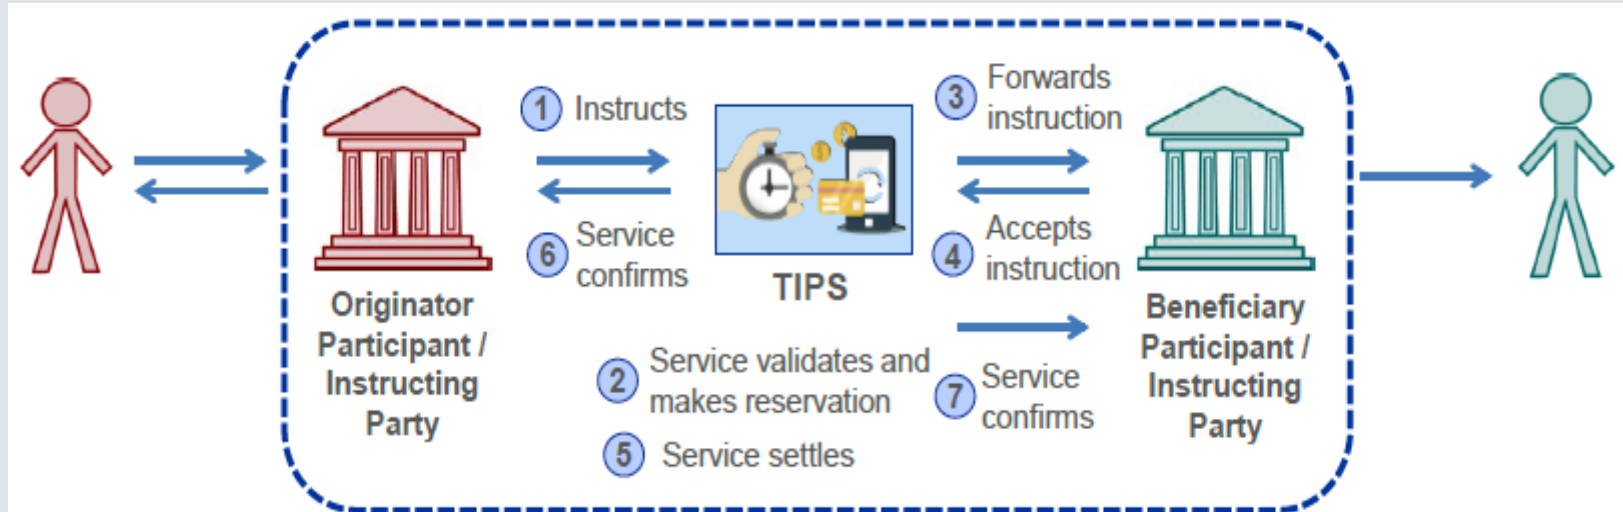 1 Instructs
3 Forwards
instruction
6 Service
confirms
TIPS
4 Accepts
instruction
Originator
Participant /
Instructing
Party
Beneficiary
Participant /
Instructing
Party
2 Service validates and
makes reservation
7 Service
confirms
5 Service settles